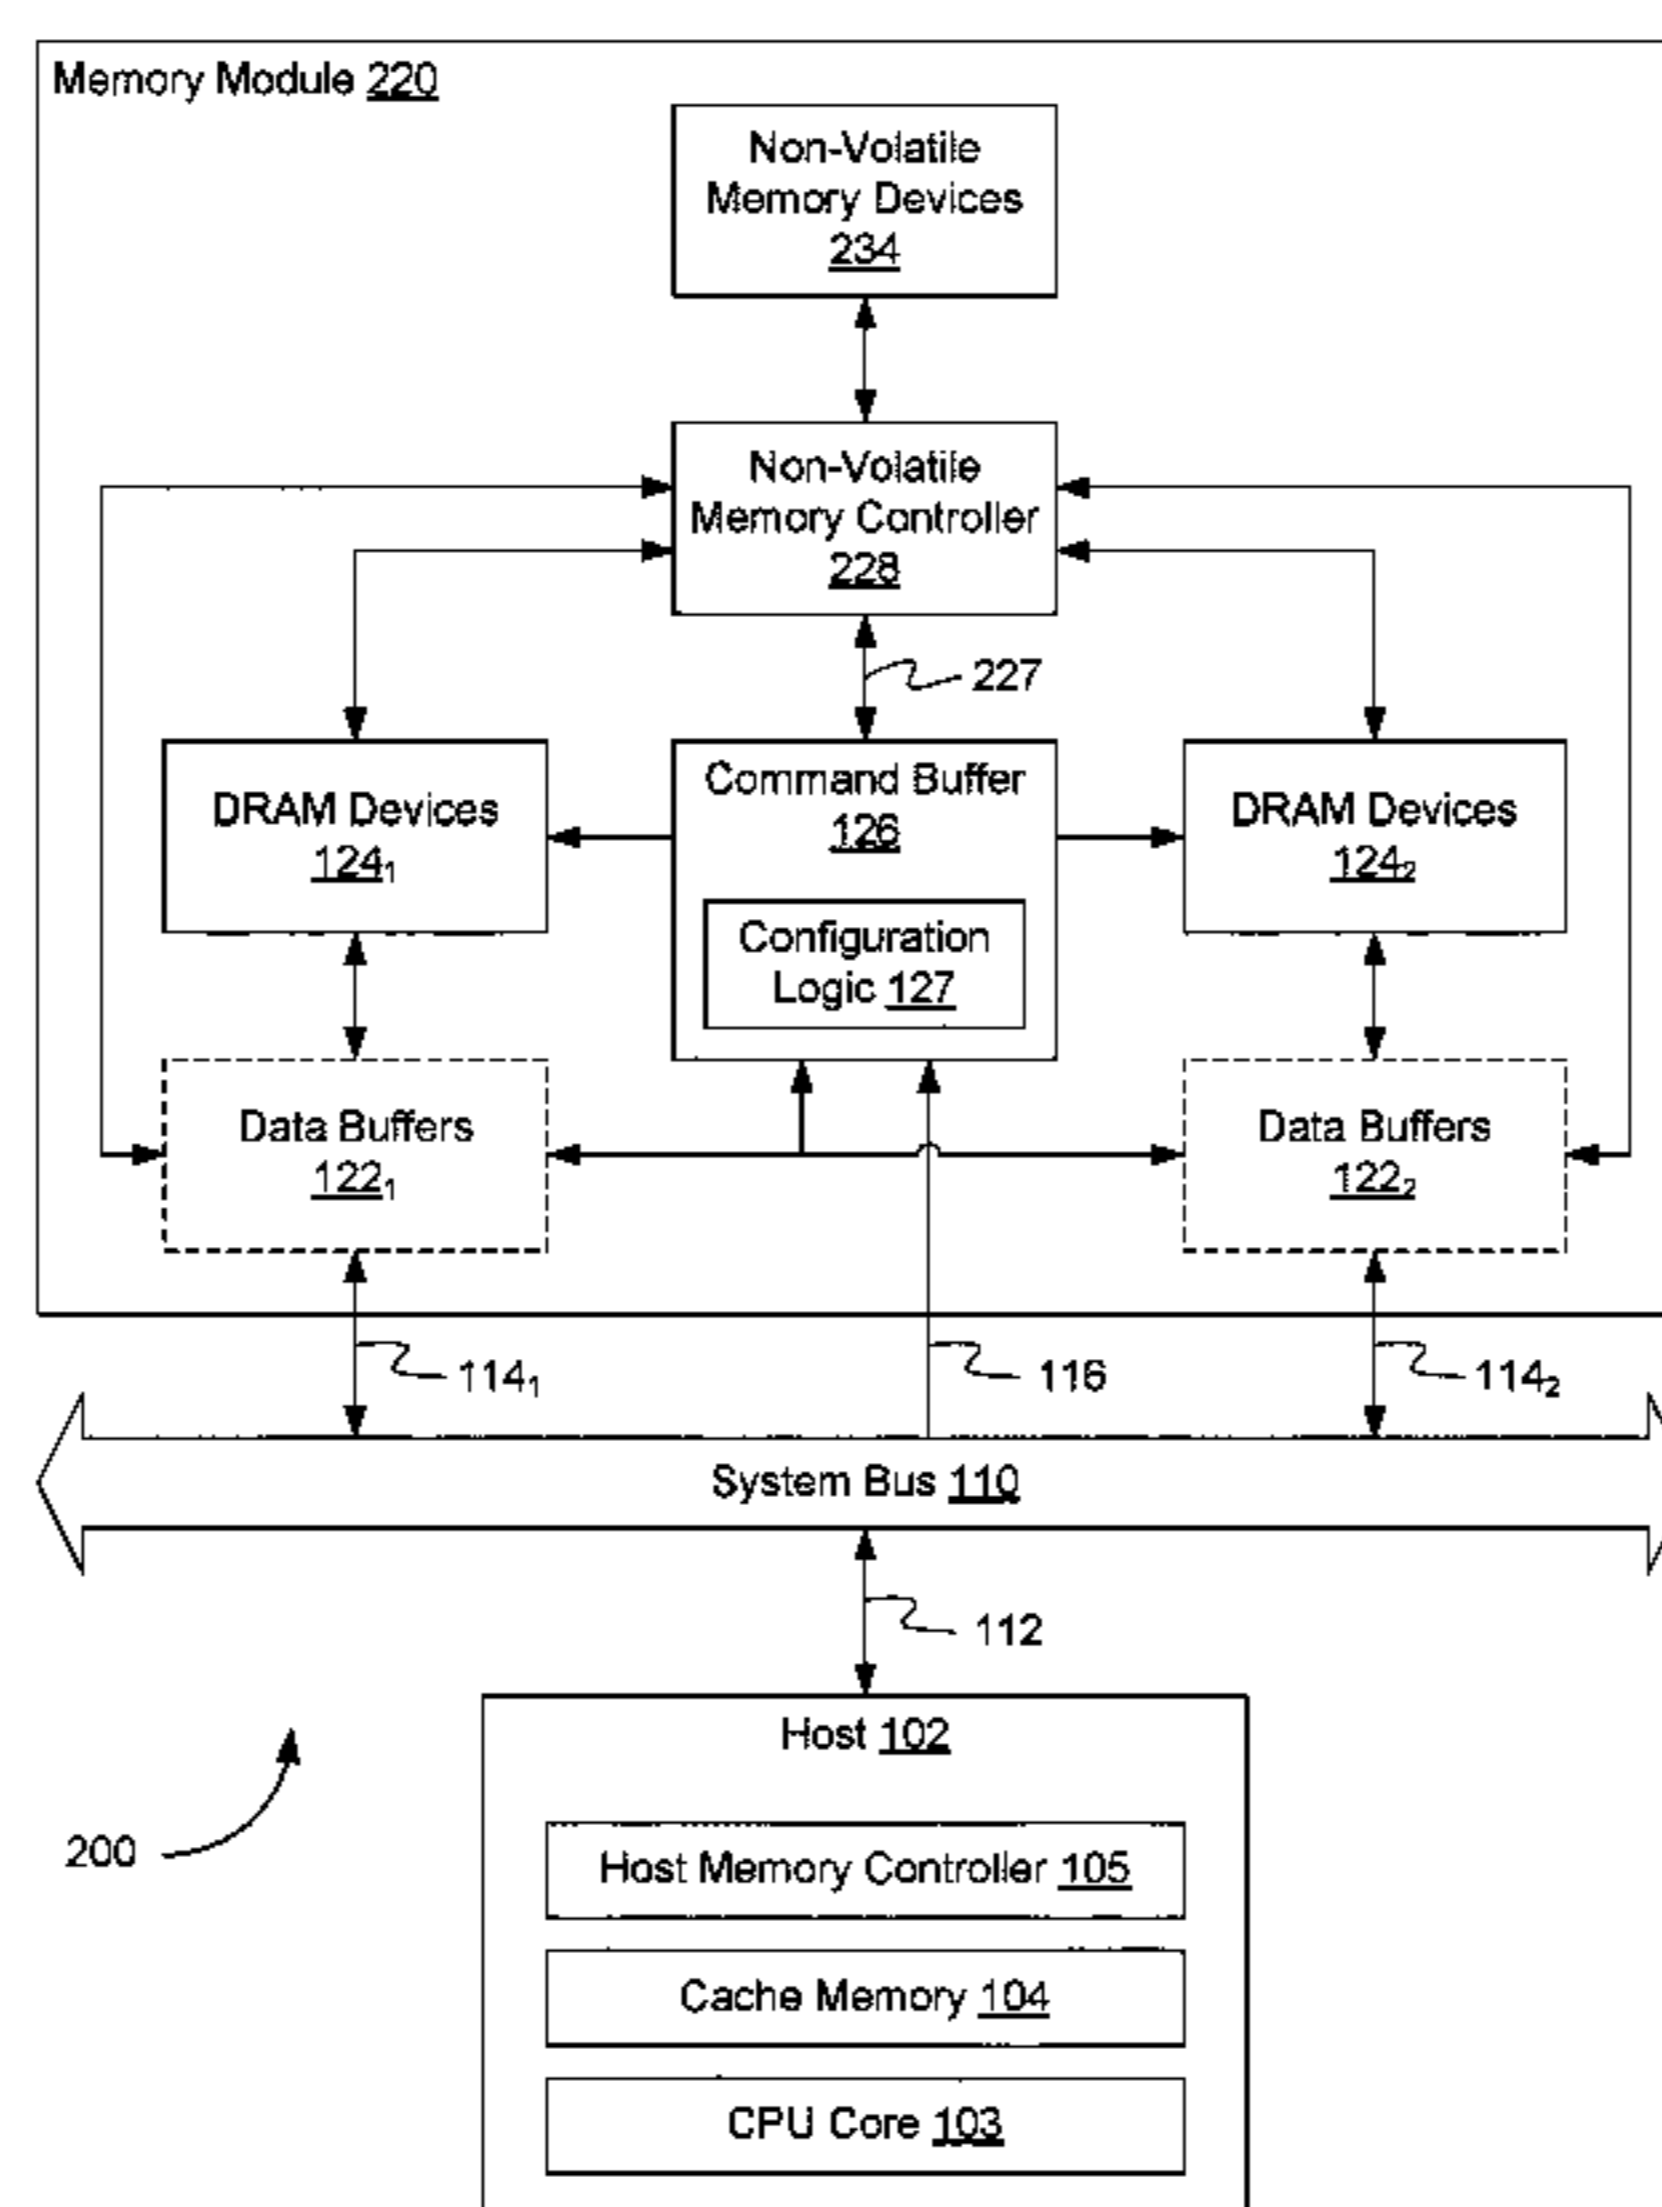 Memory Module 220
Non-Volatile
Memory Devices
234
Non-Volatile
Memory Controller
228
227
DRAM Devices
124₁
Command Buffer
126
DRAM Devices
124₂
Configuration
Logic 127
Data Buffers
122₁
Data Buffers
122₂
114₁
116
114₂
System Bus 110
112
Host 102
200
Host Memory Controller 105
Cache Memory 104
CPU Core 103